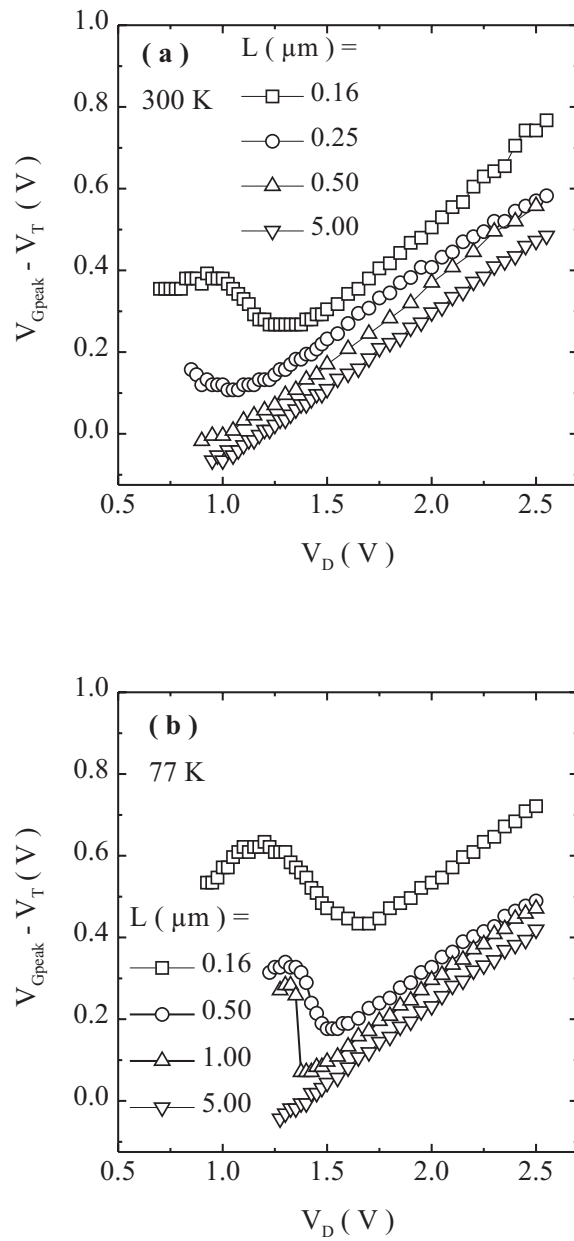 ( a )
L ( μm ) =
300 K
0.16
0.25
0.50
5.00
V_Gpeak - V_T ( V )
1.0
0.8
0.6
0.4
0.2
0.0
0.5 1.0 1.5 2.0 2.5
V_D ( V )
( b )
77 K
L ( μm ) =
0.16
0.50
1.00
5.00
V_Gpeak - V_T ( V )
1.0
0.8
0.6
0.4
0.2
0.0
0.5 1.0 1.5 2.0 2.5
V_D ( V )